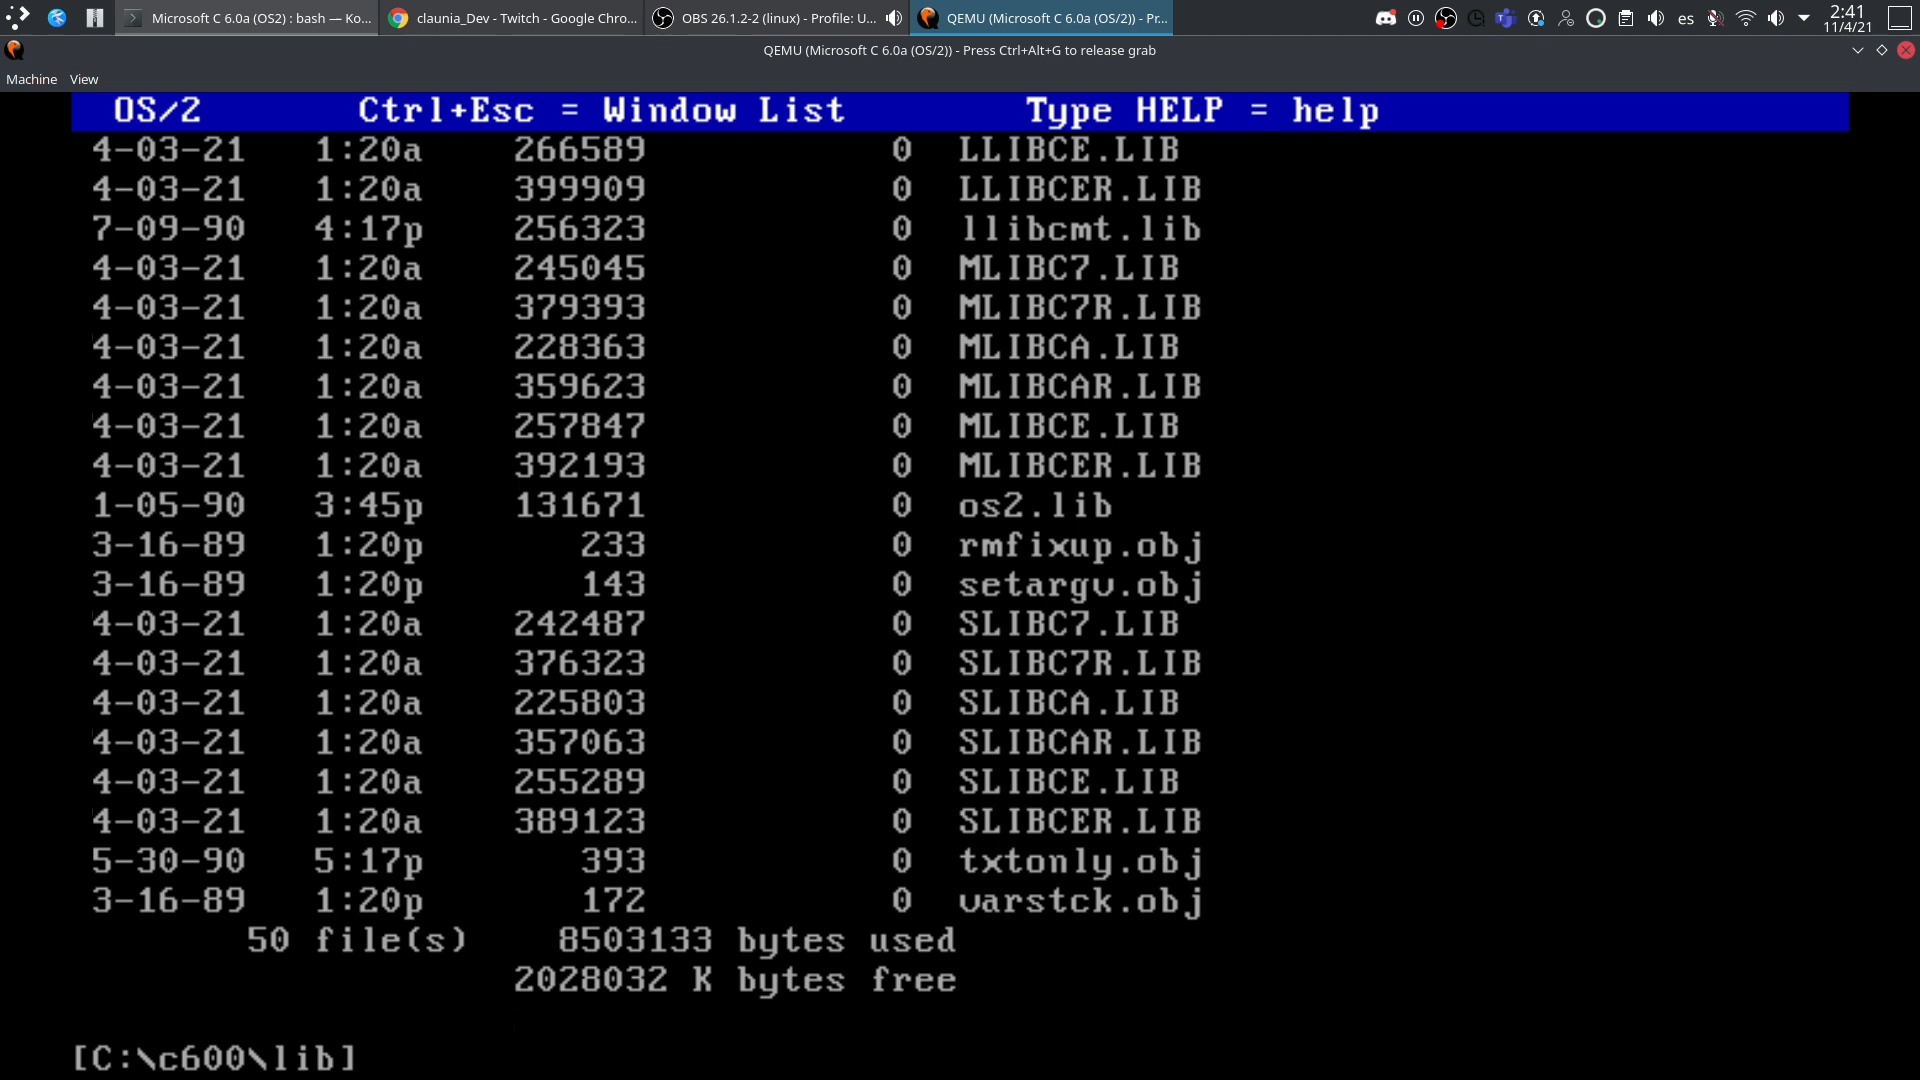 Microsoft C 6.0a (OS2) : bash — Ko...
claunia_Dev - Twitch - Google Chro...
OBS 26.1.2-2 (linux) - Profile: U...
QEMU (Microsoft C 6.0a (OS/2)) - Pr...
es
2:41
11/4/21
QEMU (Microsoft C 6.0a (OS/2)) - Press Ctrl+Alt+G to release grab
Machine View
OS/2 Ctrl+Esc = Window List Type HELP = help
4-03-21 1:20a 266589 0 LLIBCE.LIB
4-03-21 1:20a 399909 0 LLIBCER.LIB
7-09-90 4:17p 256323 0 llibcmt.lib
4-03-21 1:20a 245045 0 MLIBC7.LIB
4-03-21 1:20a 379393 0 MLIBC7R.LIB
4-03-21 1:20a 228363 0 MLIBCA.LIB
4-03-21 1:20a 359623 0 MLIBCAR.LIB
4-03-21 1:20a 257847 0 MLIBCE.LIB
4-03-21 1:20a 392193 0 MLIBCER.LIB
1-05-90 3:45p 131671 0 os2.lib
3-16-89 1:20p 233 0 rmfixup.obj
3-16-89 1:20p 143 0 setargv.obj
4-03-21 1:20a 242487 0 SLIBC7.LIB
4-03-21 1:20a 376323 0 SLIBC7R.LIB
4-03-21 1:20a 225803 0 SLIBCA.LIB
4-03-21 1:20a 357063 0 SLIBCAR.LIB
4-03-21 1:20a 255289 0 SLIBCE.LIB
4-03-21 1:20a 389123 0 SLIBCER.LIB
5-30-90 5:17p 393 0 txtonly.obj
3-16-89 1:20p 172 0 varstck.obj
50 file(s) 8503133 bytes used
2028032 K bytes free
[C:\c600\lib]